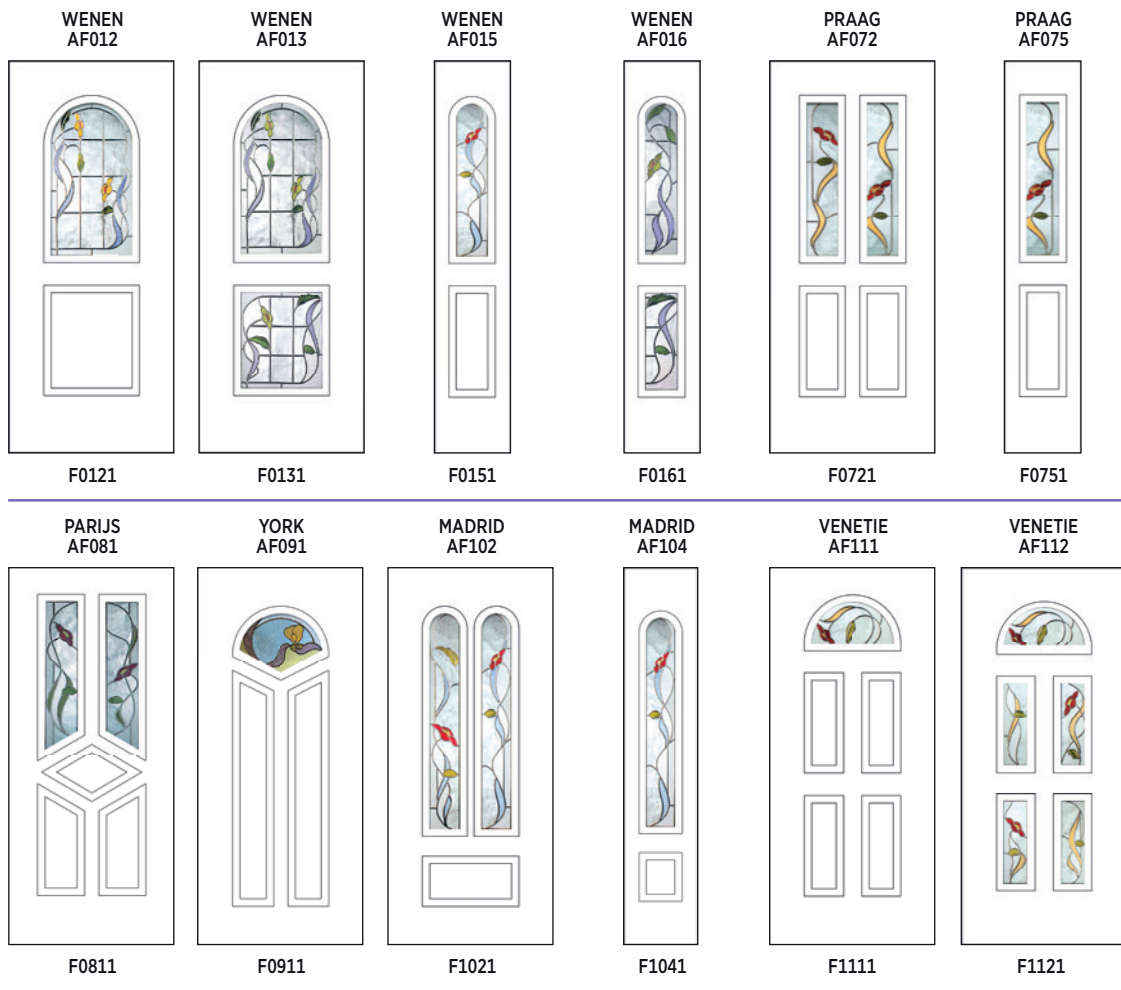 WENEN
AF012
WENEN
AF013
WENEN
AF015
WENEN
AF016
PRAAG
AF072
PRAAG
AF075
F0121
F0131
F0151
F0161
F0721
F0751
PARIJS
AF081
YORK
AF091
MADRID
AF102
MADRID
AF104
VENETIE
AF111
VENETIE
AF112
F0811
F0911
F1021
F1041
F1111
F1121